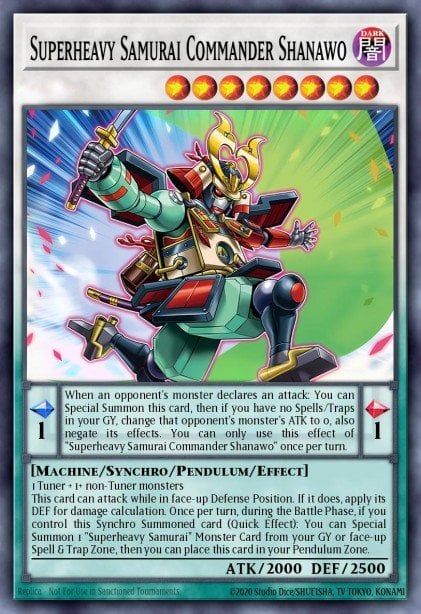 SUPERHEAVY SAMURAI COMMANDER SHANAWO
DARK
闇
When an opponent's monster declares an attack: You can
Special Summon this card, then if you have no Spells/Traps
in your GY, change that opponent's monster's ATK to 0, also
negate its effects. You can only use this effect of
"Superheavy Samurai Commander Shanawo" once per turn.
1
1
[MACHINE/SYNCHRO/PENDULUM/EFFECT]
1 Tuner + 1+ non-Tuner monsters
This card can attack while in face-up Defense Position. If it does, apply its
DEF for damage calculation. Once per turn, during the Battle Phase, if you
control this Synchro Summoned card (Quick Effect): You can Special
Summon 1 "Superheavy Samurai" Monster Card from your GY or face-up
Spell & Trap Zone, then you can place this card in your Pendulum Zone.
ATK/2000 DEF/2500
Replica - Not For Use in Sanctioned Tournaments
©2020 Studio Dice/SHUEISHA, TV TOKYO, KONAMI